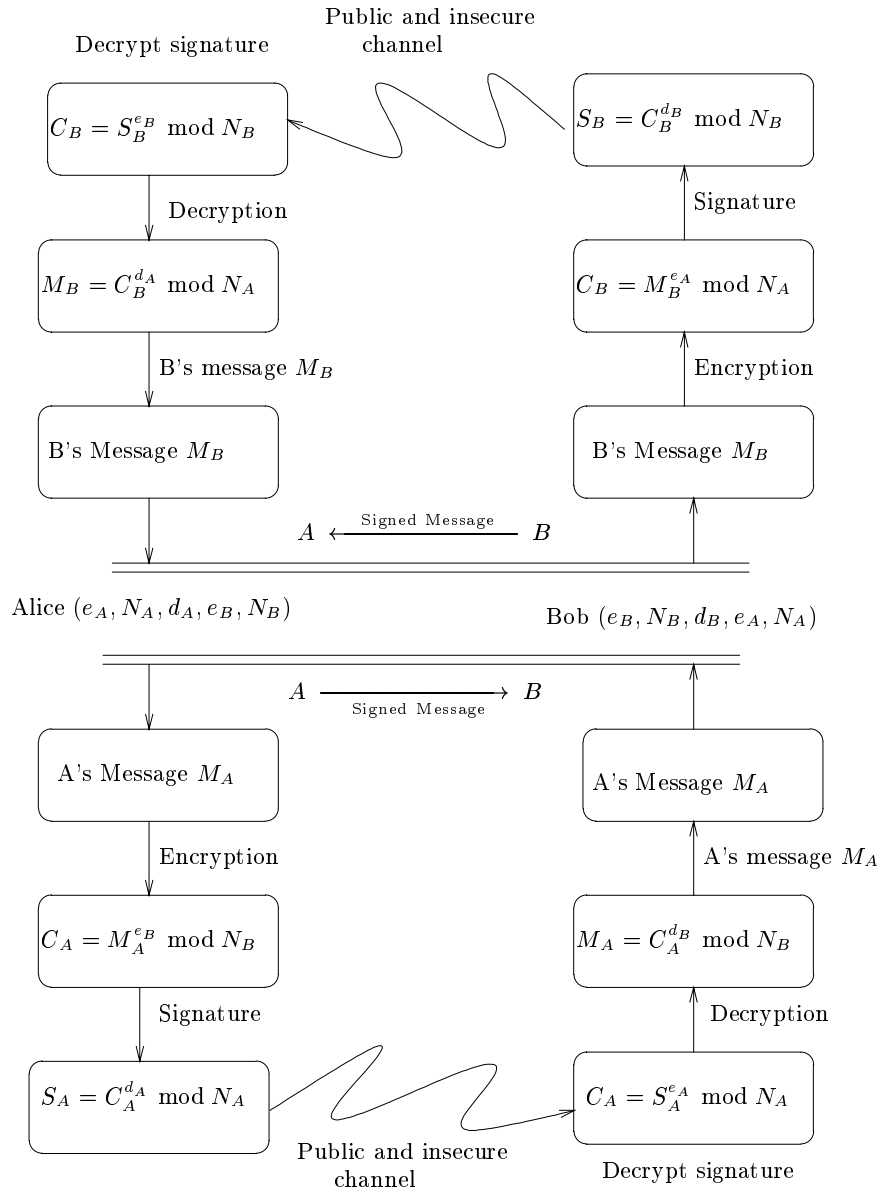 Public and insecure
channel
Decrypt signature
C_B = S_B^{e_B} mod N_B
S_B = C_B^{d_B} mod N_B
Decryption
Signature
M_B = C_B^{d_A} mod N_A
C_B = M_B^{e_A} mod N_A
B's message M_B
Encryption
B's Message M_B
B's Message M_B
A Signed Message B
Alice (e_A, N_A, d_A, e_B, N_B)
Bob (e_B, N_B, d_B, e_A, N_A)
A Signed Message B
A's Message M_A
A's Message M_A
Encryption
A's message M_A
C_A = M_A^{e_B} mod N_B
M_A = C_A^{d_B} mod N_B
Signature
Decryption
S_A = C_A^{d_A} mod N_A
C_A = S_A^{e_A} mod N_A
Public and insecure
channel
Decrypt signature